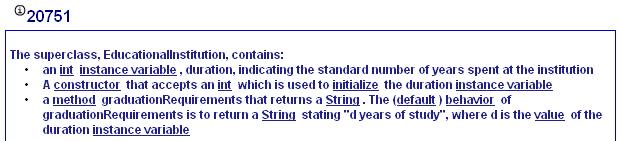 20751
The superclass, EducationalInstitution, contains:
• an int instance variable , duration, indicating the standard number of years spent at the institution
• A constructor that accepts an int which is used to initialize the duration instance variable
• a method graduationRequirements that returns a String . The (default ) behavior of
graduationRequirements is to return a String stating "d years of study", where d is the value of the
duration instance variable